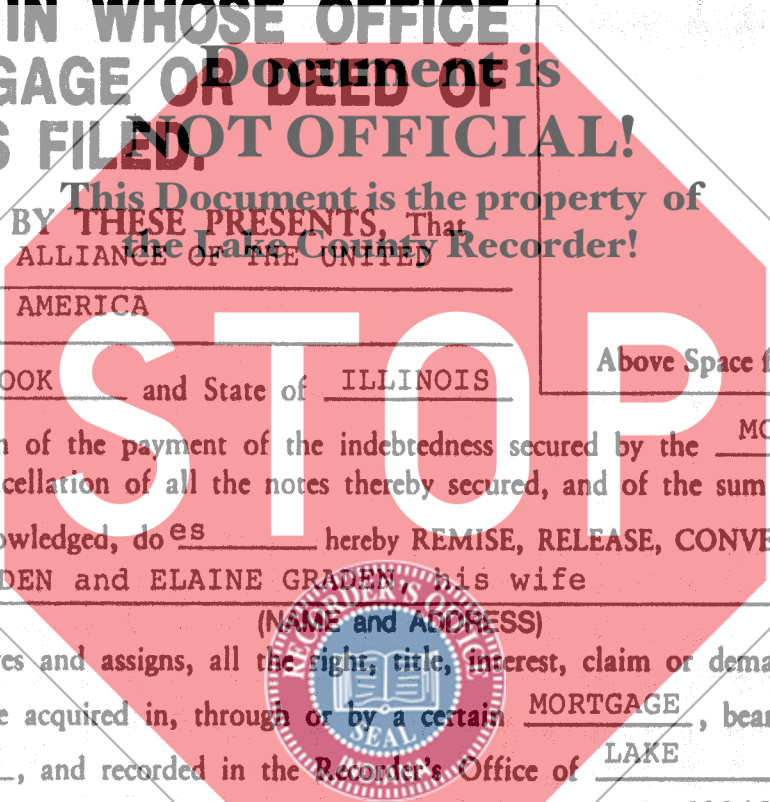 IN WHOSE OFFICE
GAGE OR DEED OF
S FILED.
Document is
NOT OFFICIAL!
This Document is the property of
the Lake County Recorder!
BY THESE PRESENTS, That
ALLIANCE OF THE UNITED
AMERICA
STOP
Above Space f
OOK and State of ILLINOIS
n of the payment of the indebtedness secured by the MO
cellation of all the notes thereby secured, and of the sum
owledged, does hereby REMISE, RELEASE, CONVE
DEN and ELAINE GRADEN, his wife
(NAME and ADDRESS)
es and assigns, all the right, title, interest, claim or dema
e acquired in, through or by a certain MORTGAGE, bear
, and recorded in the Recorder's Office of LAKE
RECORDER'S OFFICE
SEAL